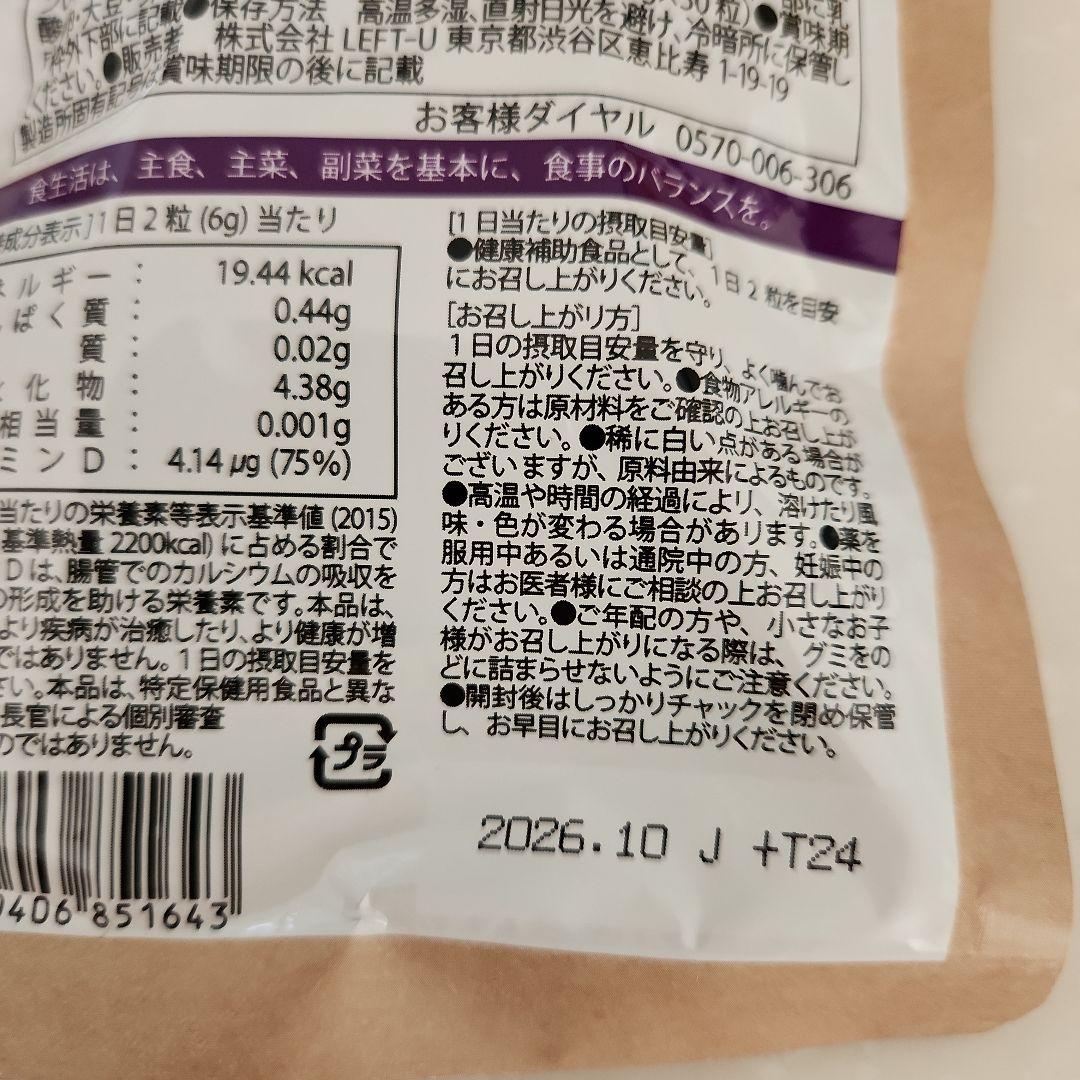 大豆
部に乳
●保存方法 高温多湿、直射日光を避け、冷暗所に保管し
●賞味期
枠外下部に記載
ください。●販売者 株式会社 LEFT-U 東京都渋谷区恵比寿 1-19-19
製造所固有記号は賞味期限の後に記載
お客様ダイヤル 0570-006-306
食生活は、主食、主菜、副菜を基本に、食事のバランスを。
成分表示]1日2粒 (6g) 当たり
ネルギー : 19.44 kcal
ぱく質 : 0.44g
質 : 0.02g
化物 : 4.38g
相当量 : 0.001g
ミンD : 4.14 μg (75%)
当たりの栄養素等表示基準値 (2015)
基準熱量 2200kcal) に占める割合で
Dは、腸管でのカルシウムの吸収を
の形成を助ける栄養素です。本品は、
より疾病が治癒したり、より健康が増
ではありません。1日の摂取目安量を
さい。本品は、特定保健用食品と異な
長官による個別審査
のではありません。
プラ
406 851643
[1日当たりの摂取目安量]
●健康補助食品として、1日2粒を目安
にお召し上がりください。
[お召し上がり方]
1日の摂取目安量を守り、よく噛んでお
召し上がりください。●食物アレルギーの
ある方は原材料をご確認の上お召し上が
りください。●稀に白い点がある場合が
ございますが、原料由来によるものです。
●高温や時間の経過により、溶けたり風
味・色が変わる場合があります。●薬を
服用中あるいは通院中の方、妊娠中の
方はお医者様にご相談の上お召し上がり
ください。●ご年配の方や、小さなお子
様がお召し上がりになる際は、グミをの
どに詰まらせないようにご注意ください。
●開封後はしっかりチャックを閉め保管
し、お早目にお召し上がりください。
2026.10 J +T24